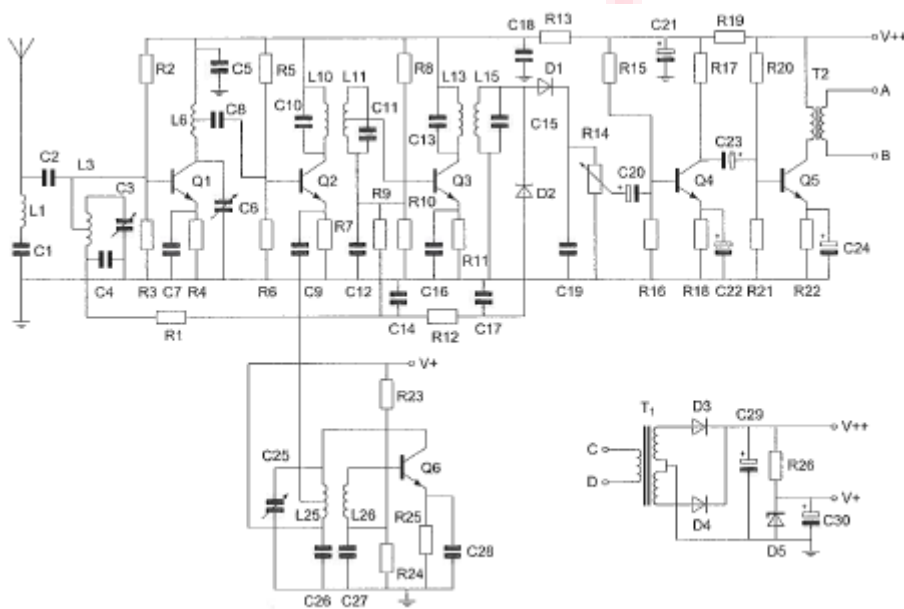 C18 R13 C21 R19
V++
R2 C5 R5 L10 L11 R8 L13 L15 D1 R15 R17 R20 T2
C8 C10 C11 C13 C15 A
L6 R14 C23
C2 L3 C20 B
C3 Q1 Q2 R9 Q3 D2 Q4 Q5
L1 C6 R7 R10
C1 R11 C24
C4 R3 C7 R4 R6 C9 C12 C16 C19 R16 R18 C22 R21 R22
R1 C14 R12 C17
V+
R23
T1 D3 C29
V++
C25 Q6 C
D R26
V+
L25 L26 R25 D4 C30
C28 D5
R24
C26 C27